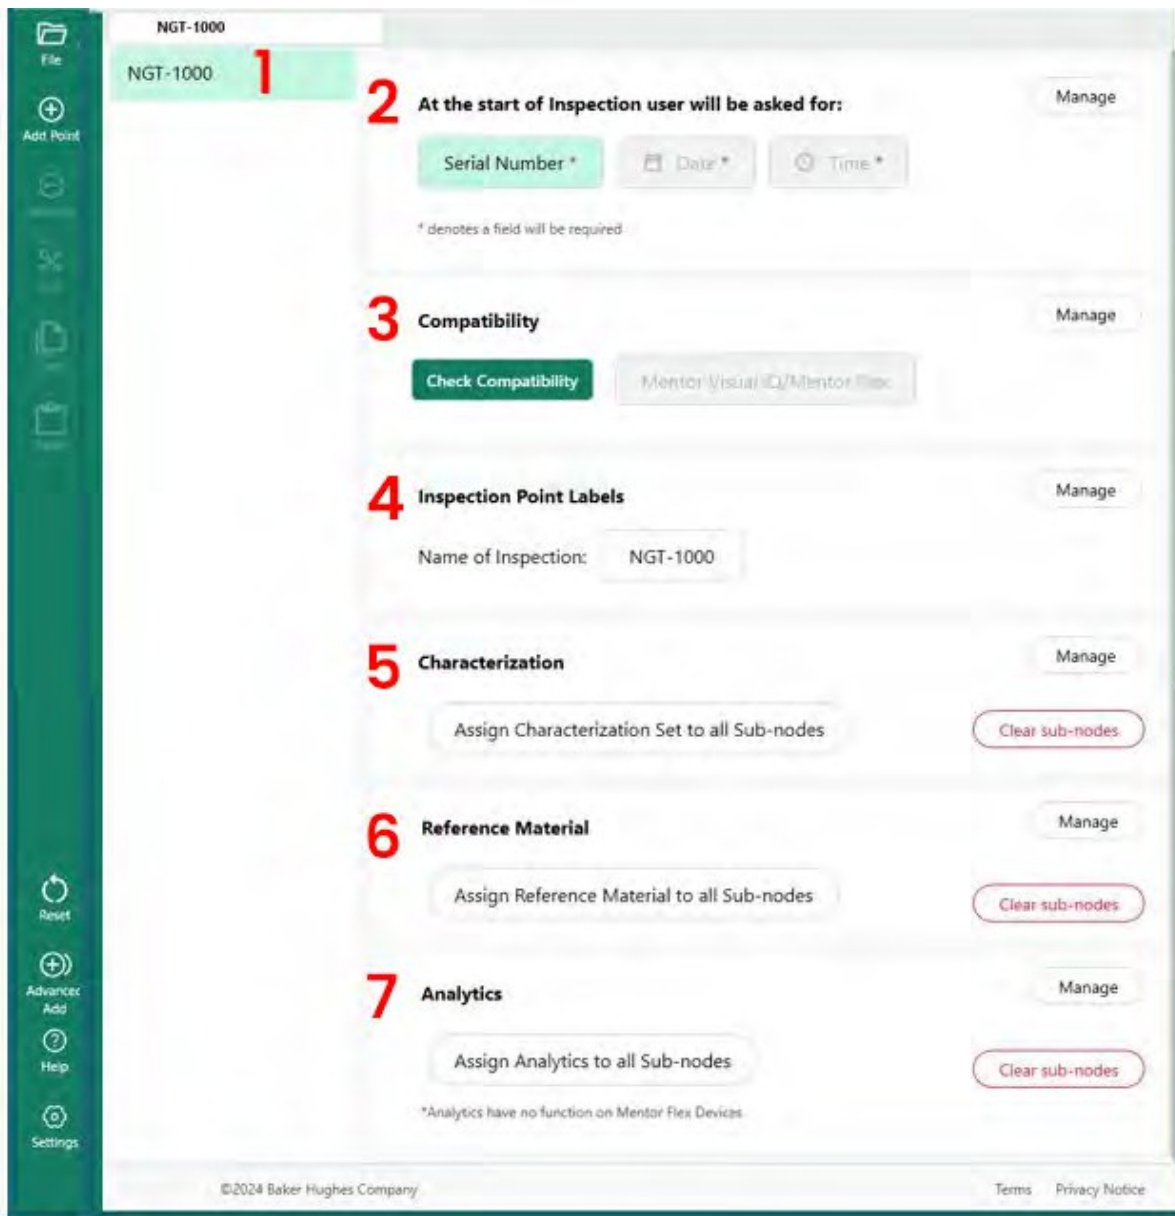 NGT-1000
File
NGT-1000
1
Add Point
2
At the start of Inspection user will be asked for:
Manage
Serial Number *
Date *
Time *
* denotes a field will be required
3
Compatibility
Manage
Check Compatibility
Mentor Visual iQ/Mentor Flex
4
Inspection Point Labels
Manage
Name of Inspection:
NGT-1000
5
Characterization
Manage
Assign Characterization Set to all Sub-nodes
Clear sub-nodes
6
Reference Material
Manage
Assign Reference Material to all Sub-nodes
Clear sub-nodes
7
Analytics
Manage
Assign Analytics to all Sub-nodes
Clear sub-nodes
*Analytics have no function on Mentor Flex Devices
Reset
Advanced
Add
Help
Settings
©2024 Baker Hughes Company
Terms
Privacy Notice